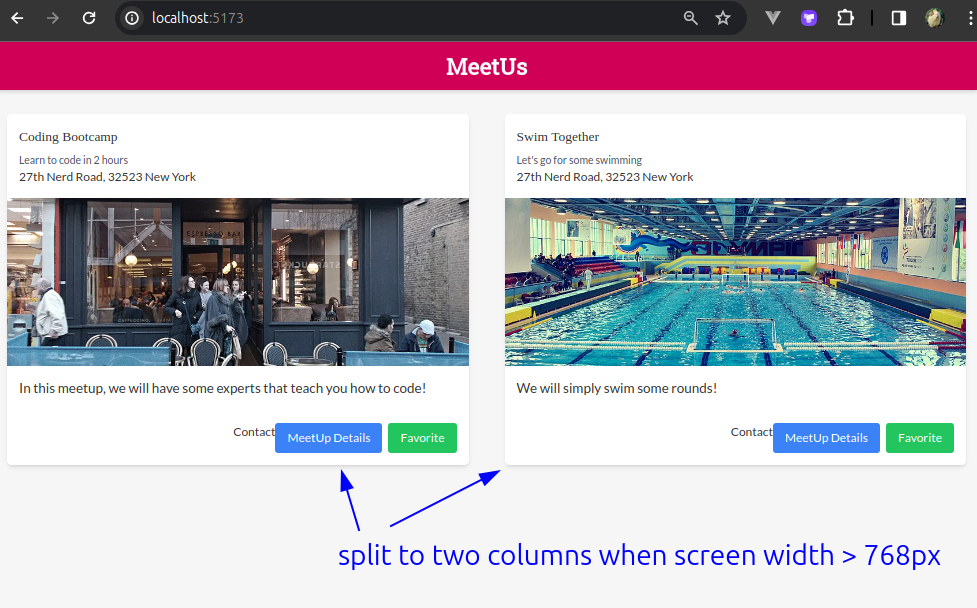 localhost:5173
MeetUs
Coding Bootcamp
Learn to code in 2 hours
27th Nerd Road, 32523 New York
ESPRESSO BAR
In this meetup, we will have some experts that teach you how to code!
Contact MeetUp Details Favorite
Swim Together
Let's go for some swimming
27th Nerd Road, 32523 New York
OLYMPIC
We will simply swim some rounds!
Contact MeetUp Details Favorite
split to two columns when screen width > 768px